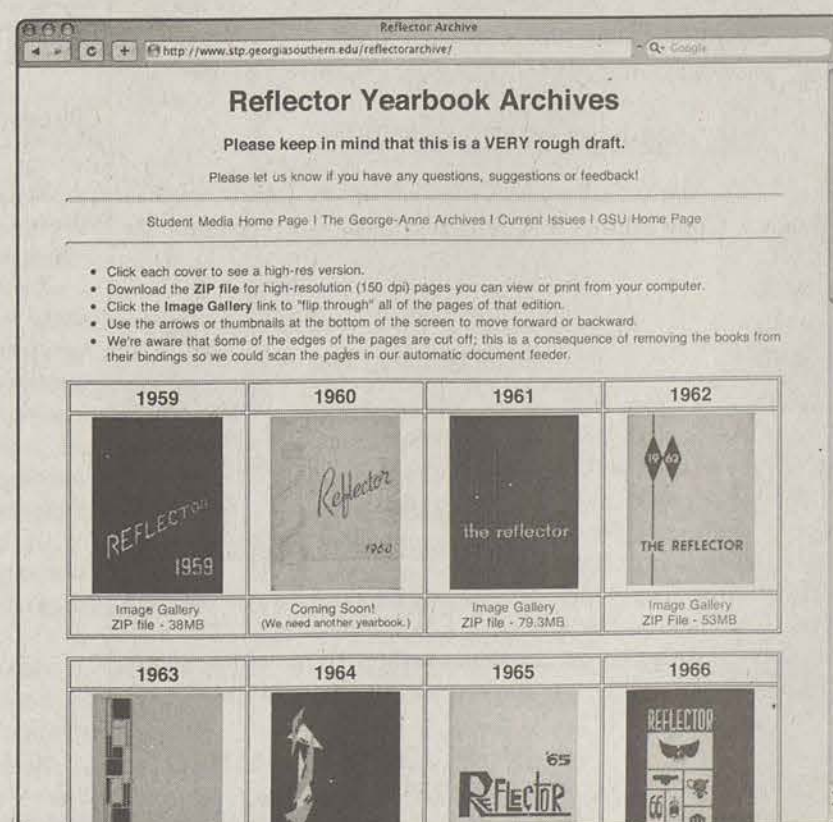 Reflector Archive
http://www.stp.georgiasouthern.edu/reflectorarchive/
Q Google
Reflector Yearbook Archives
Please keep in mind that this is a VERY rough draft.
Please let us know if you have any questions, suggestions or feedback!
Student Media Home Page | The George-Anne Archives | Current Issues | GSU Home Page
• Click each cover to see a high-res version.
• Download the ZIP file for high-resolution (150 dpi) pages you can view or print from your computer.
• Click the Image Gallery link to "flip through" all of the pages of that edition.
• Use the arrows or thumbnails at the bottom of the screen to move forward or backward.
• We're aware that some of the edges of the pages are cut off; this is a consequence of removing the books from
their bindings so we could scan the pages in our automatic document feeder.
1959 1960 1961 1962
REFLECTOR
1959
Reflector
1960
the reflector
19 62
THE REFLECTOR
Image Gallery
ZIP file - 38MB
Coming Soon!
(We need another yearbook.)
Image Gallery
ZIP file - 79.3MB
Image Gallery
ZIP File - 53MB
1963 1964 1965 1966
'65
REFLECTOR
REFLECTOR
66